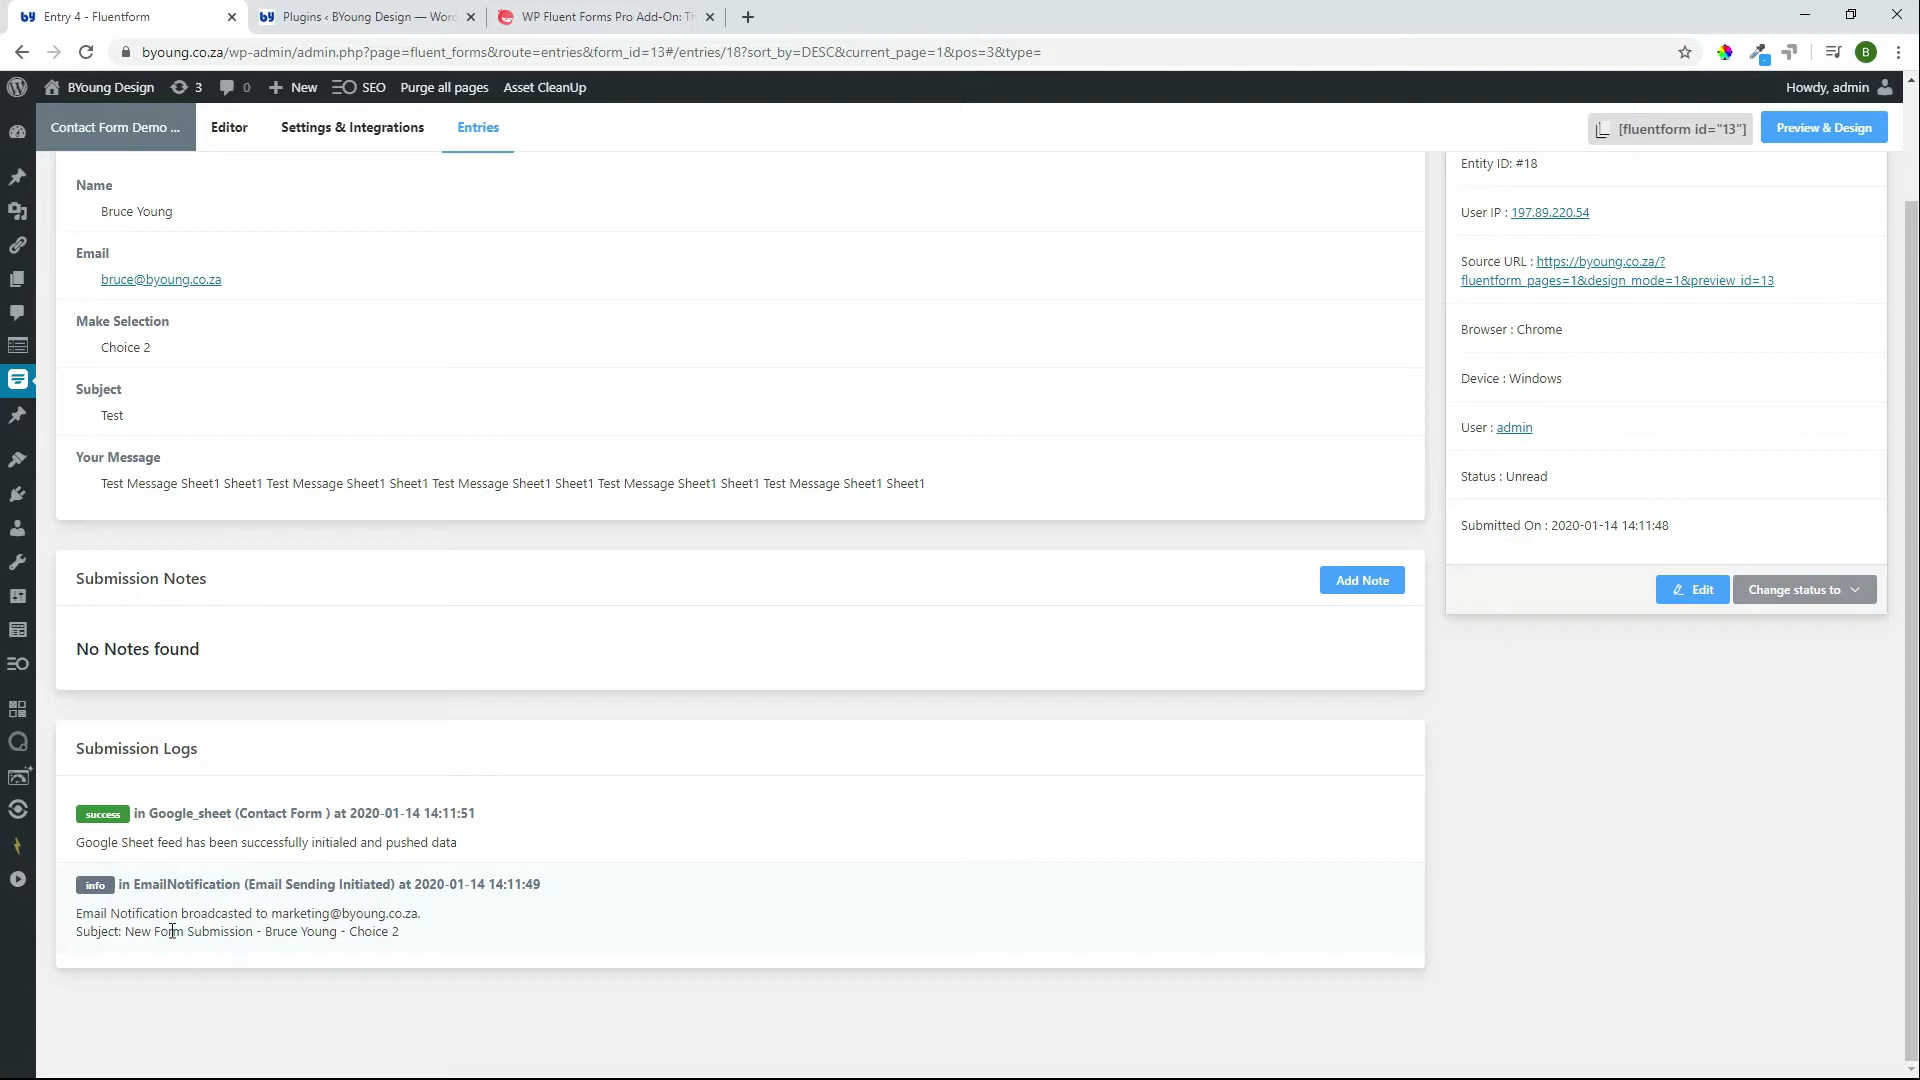 Entry 4 - Fluentform
Plugins ‹ BYoung Design — Word
WP Fluent Forms Pro Add-On: Th
byoung.co.za/wp-admin/admin.php?page=fluent_forms&route=entries&form_id=13#/entries/18?sort_by=DESC&current_page=1&pos=3&type=
B
BYoung Design
3
0
New
SEO
Purge all pages
Asset CleanUp
Howdy, admin
Contact Form Demo ...
Editor
Settings & Integrations
Entries
[fluentform id="13"]
Preview & Design
Name
Bruce Young
Email
bruce@byoung.co.za
Make Selection
Choice 2
Subject
Test
Your Message
Test Message Sheet1 Sheet1 Test Message Sheet1 Sheet1 Test Message Sheet1 Sheet1 Test Message Sheet1 Sheet1 Test Message Sheet1 Sheet1
Entity ID: #18
User IP : 197.89.220.54
Source URL : https://byoung.co.za/?
fluentform_pages=1&design_mode=1&preview_id=13
Browser : Chrome
Device : Windows
User : admin
Status : Unread
Submitted On : 2020-01-14 14:11:48
Edit
Change status to
Submission Notes
Add Note
No Notes found
Submission Logs
success in Google_sheet (Contact Form ) at 2020-01-14 14:11:51
Google Sheet feed has been successfully initialed and pushed data
info in EmailNotification (Email Sending Initiated) at 2020-01-14 14:11:49
Email Notification broadcasted to marketing@byoung.co.za.
Subject: New Form Submission - Bruce Young - Choice 2